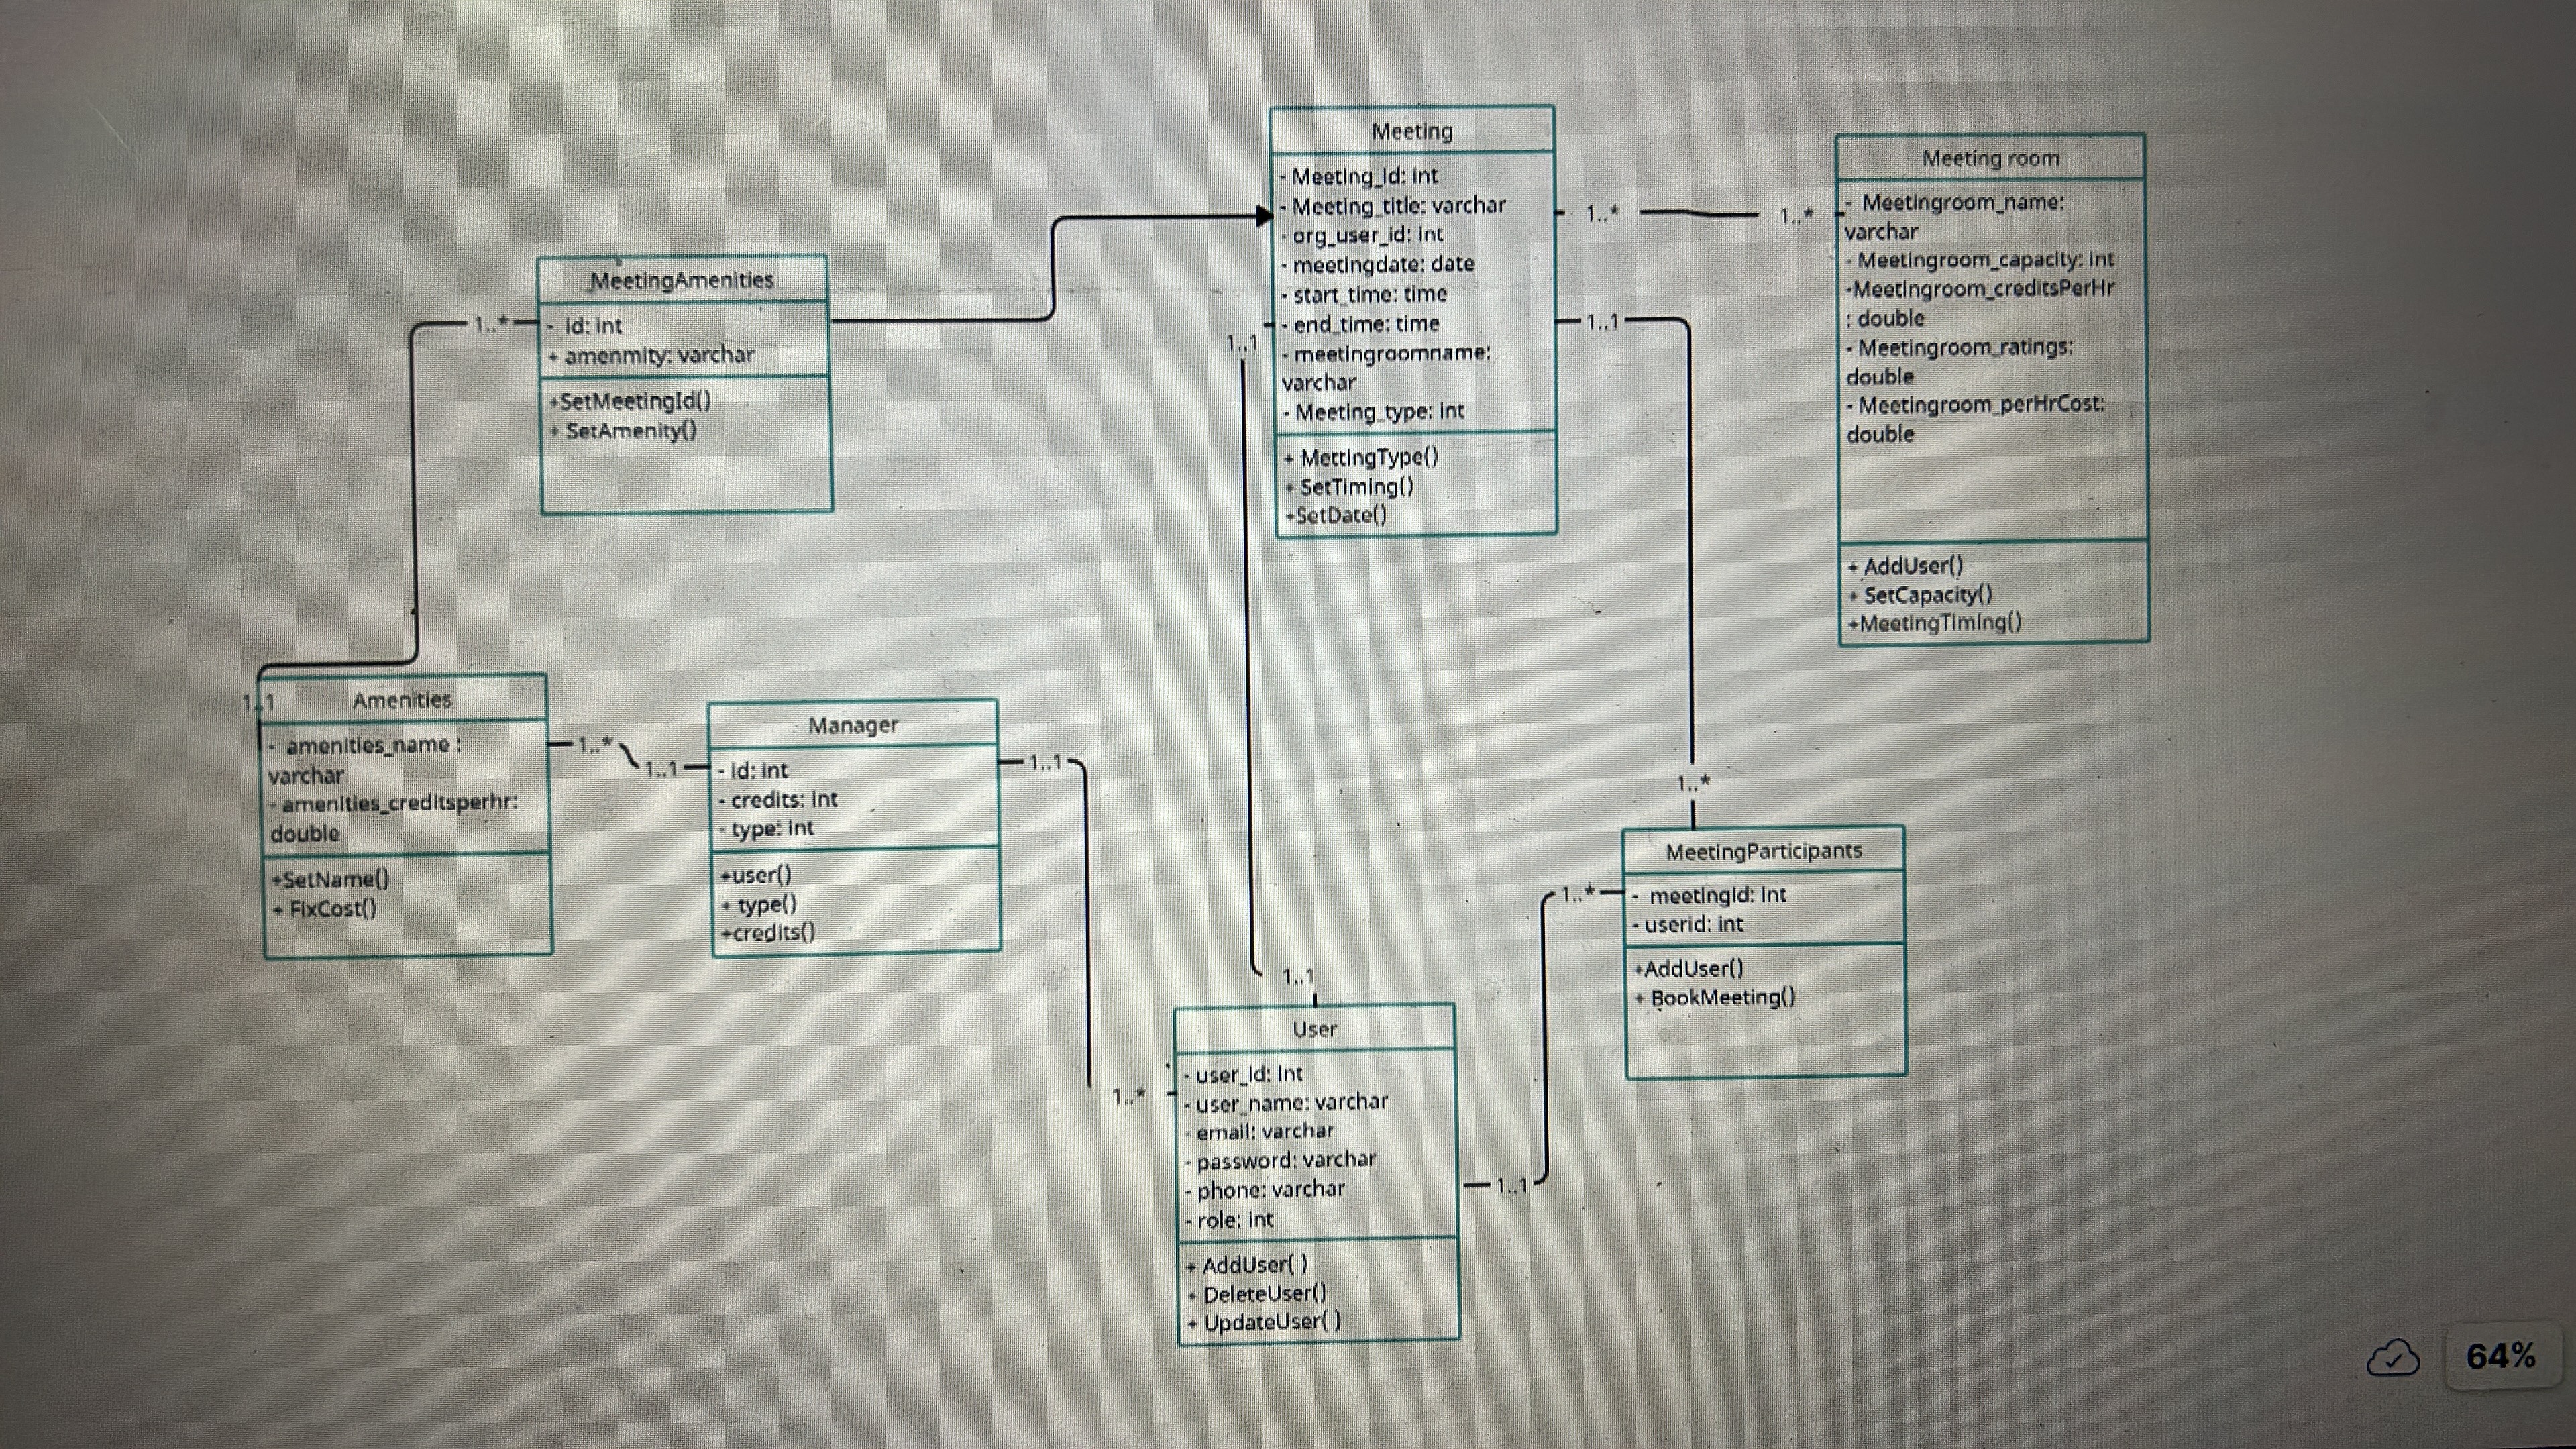 Meeting
- Meeting_id: int
- Meeting_title: varchar
- org_user_id: int
- meetingdate: date
- start_time: time
- end_time: time
- meetingroomname:
varchar
- Meeting_type: int
+ MettingType()
+ SetTiming()
+SetDate()
Meeting room
- Meetingroom_name:
varchar
- Meetingroom_capacity: int
-Meetingroom_creditsPerHr
: double
- Meetingroom_ratings:
double
- Meetingroom_perHrCost:
double
+ AddUser()
+ SetCapacity()
+MeetingTiming()
1..*
1..*
1..1
1..1
MeetingAmenities
- id: int
+ amenmity: varchar
+SetMeetingId()
+ SetAmenity()
1..*
1..1
Amenities
- amenities_name :
varchar
- amenities_creditsperhr:
double
+SetName()
+ FixCost()
1..*
1..1
Manager
- id: int
- credits: int
- type: int
+user()
+ type()
+credits()
1..1
1..*
MeetingParticipants
- meetingId: int
- userid: int
+AddUser()
+ BookMeeting()
1..*
1..1
1..*
User
- user_id: int
- user_name: varchar
- email: varchar
- password: varchar
- phone: varchar
- role: int
+ AddUser( )
+ DeleteUser()
+ UpdateUser( )
1..1
64%